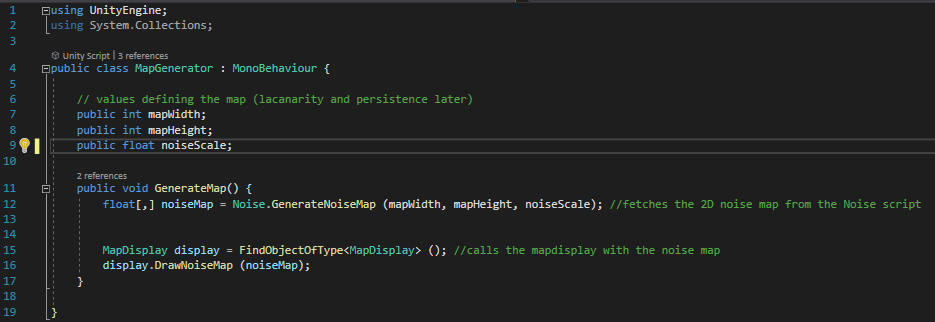 1 using UnityEngine;
2 using System.Collections;
3
Unity Script | 3 references
4 public class MapGenerator : MonoBehaviour {
5
6 // values defining the map (lacanarity and persistence later)
7 public int mapWidth;
8 public int mapHeight;
9 public float noiseScale;
10
2 references
11 public void GenerateMap() {
12 float[,] noiseMap = Noise.GenerateNoiseMap (mapWidth, mapHeight, noiseScale); //fetches the 2D noise map from the Noise script
13
14
15 MapDisplay display = FindObjectOfType<MapDisplay> (); //calls the mapdisplay with the noise map
16 display.DrawNoiseMap (noiseMap);
17 }
18
19 }